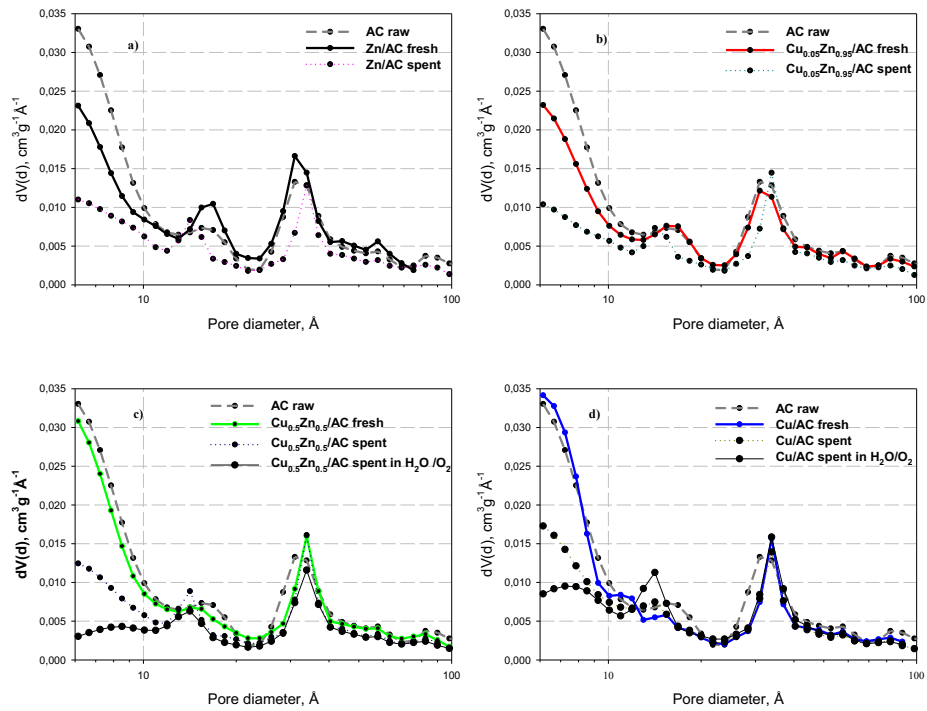 a)
AC raw
Zn/AC fresh
Zn/AC spent
dV(d), cm³g⁻¹Å⁻¹
0,035
0,030
0,025
0,020
0,015
0,010
0,005
0,000
10
100
Pore diameter, Å
b)
AC raw
Cu₀.₀₅Zn₀.₉₅/AC fresh
Cu₀.₀₅Zn₀.₉₅/AC spent
dV(d), cm³g⁻¹Å⁻¹
0,035
0,030
0,025
0,020
0,015
0,010
0,005
0,000
10
100
Pore diameter, Å
c)
AC raw
Cu₀.₅Zn₀.₅/AC fresh
Cu₀.₅Zn₀.₅/AC spent
Cu₀.₅Zn₀.₅/AC spent in H₂O/O₂
dV(d), cm³g⁻¹Å⁻¹
0,035
0,030
0,025
0,020
0,015
0,010
0,005
0,000
10
100
Pore diameter, Å
d)
AC raw
Cu/AC fresh
Cu/AC spent
Cu/AC spent in H₂O/O₂
dV(d), cm³g⁻¹Å⁻¹
0,035
0,030
0,025
0,020
0,015
0,010
0,005
0,000
10
100
Pore diameter, Å